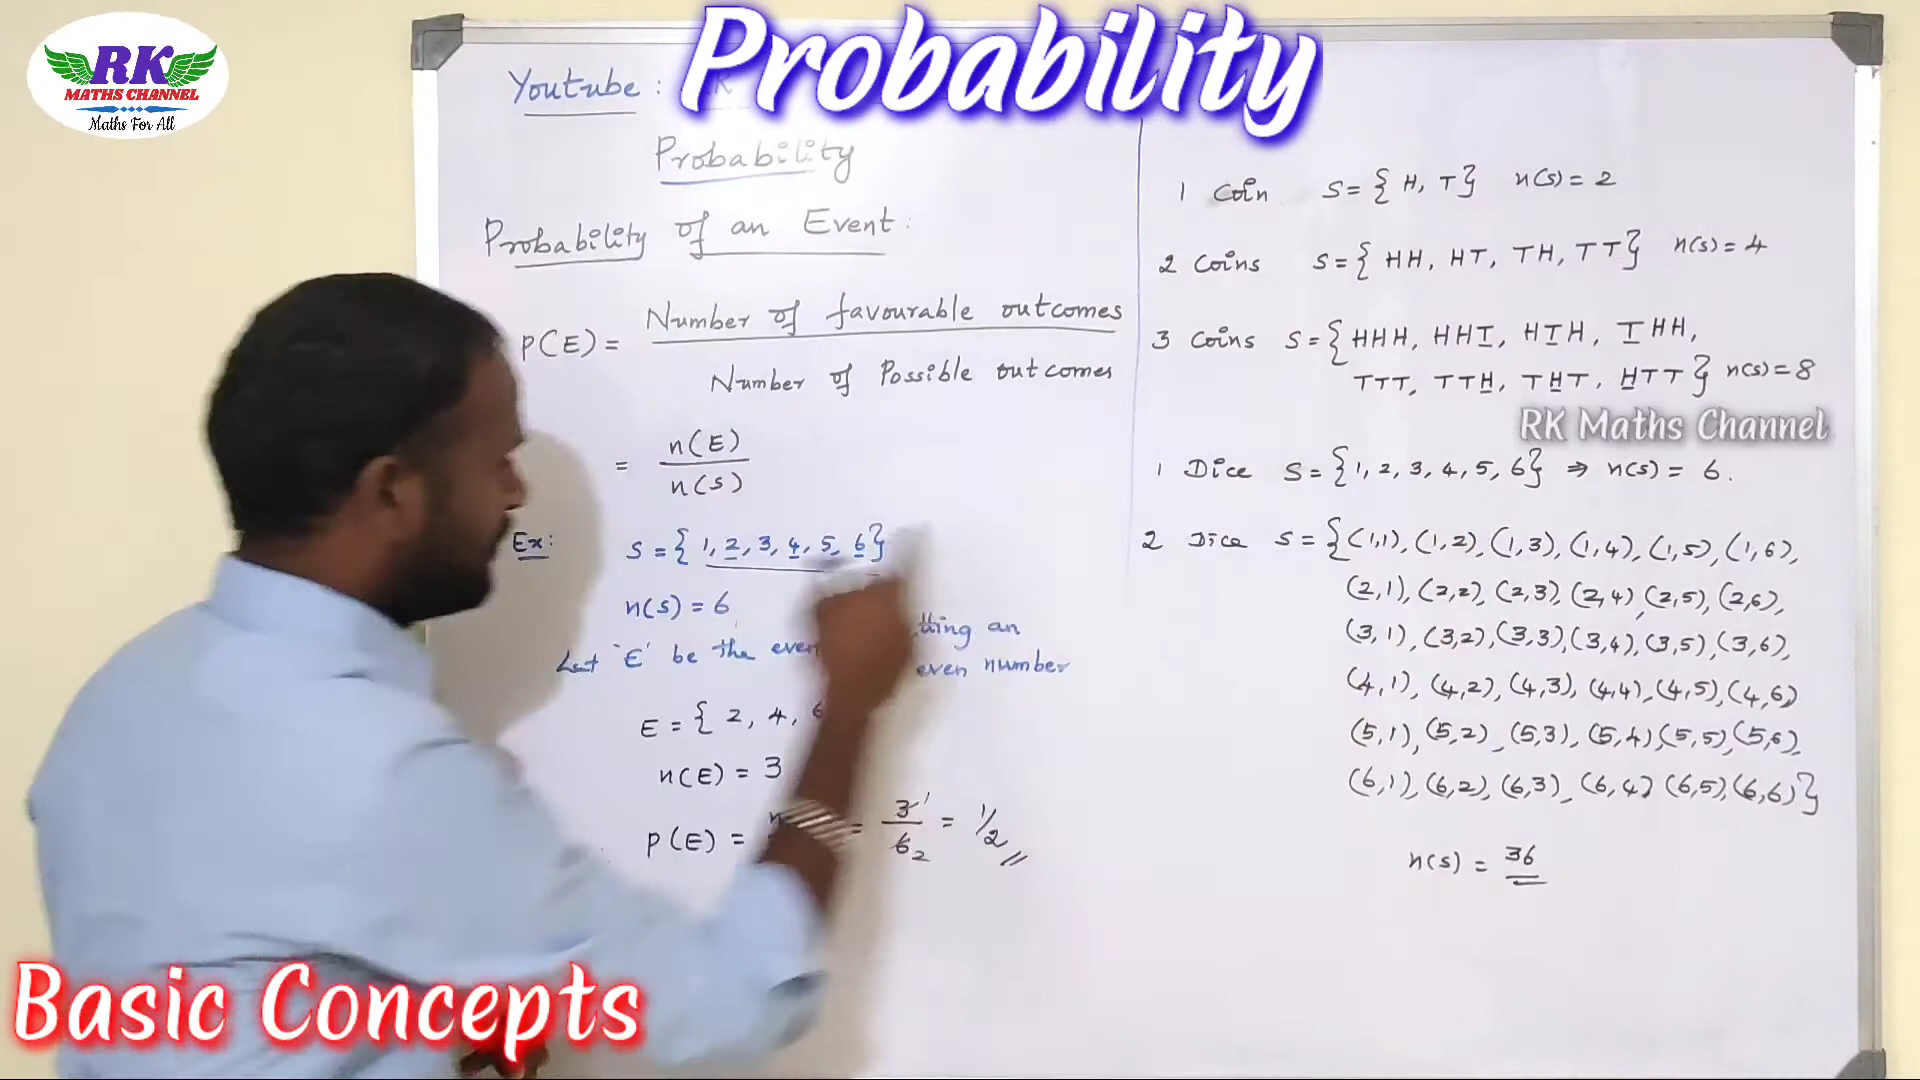 RK
MATHS CHANNEL
Maths For All
Probability
Youtube :
Probability
Probability of an Event :
P(E) = Number of favourable outcomes
Number of Possible outcomes
= n(E)
n(s)
Ex: S = { 1, 2, 3, 4, 5, 6}
n(s) = 6
Let 'E' be the an
even number
E = { 2, 4, 6
n(E) = 3
P(E) = = 3 1 / 6 2 = 1/2 //
1 Coin S = { H, T} n(s) = 2
2 Coins S = { HH, HT, TH, TT} n(s) = 4
3 Coins S = { HHH, HHT, HTH, THH,
TTT, TTH, THT, HTT } n(s) = 8
RK Maths Channel
1 Dice S = {1, 2, 3, 4, 5, 6} ⇒ n(s) = 6.
2 Dice S = {(1,1), (1,2), (1,3), (1,4), (1,5), (1,6),
(2,1), (2,2), (2,3), (2,4), (2,5), (2,6),
(3,1), (3,2), (3,3), (3,4), (3,5), (3,6),
(4,1), (4,2), (4,3), (4,4), (4,5), (4,6)
(5,1), (5,2), (5,3), (5,4) (5,5), (5,6),
(6,1), (6,2), (6,3), (6,4) (6,5), (6,6)}
n(s) = 36
Basic Concepts